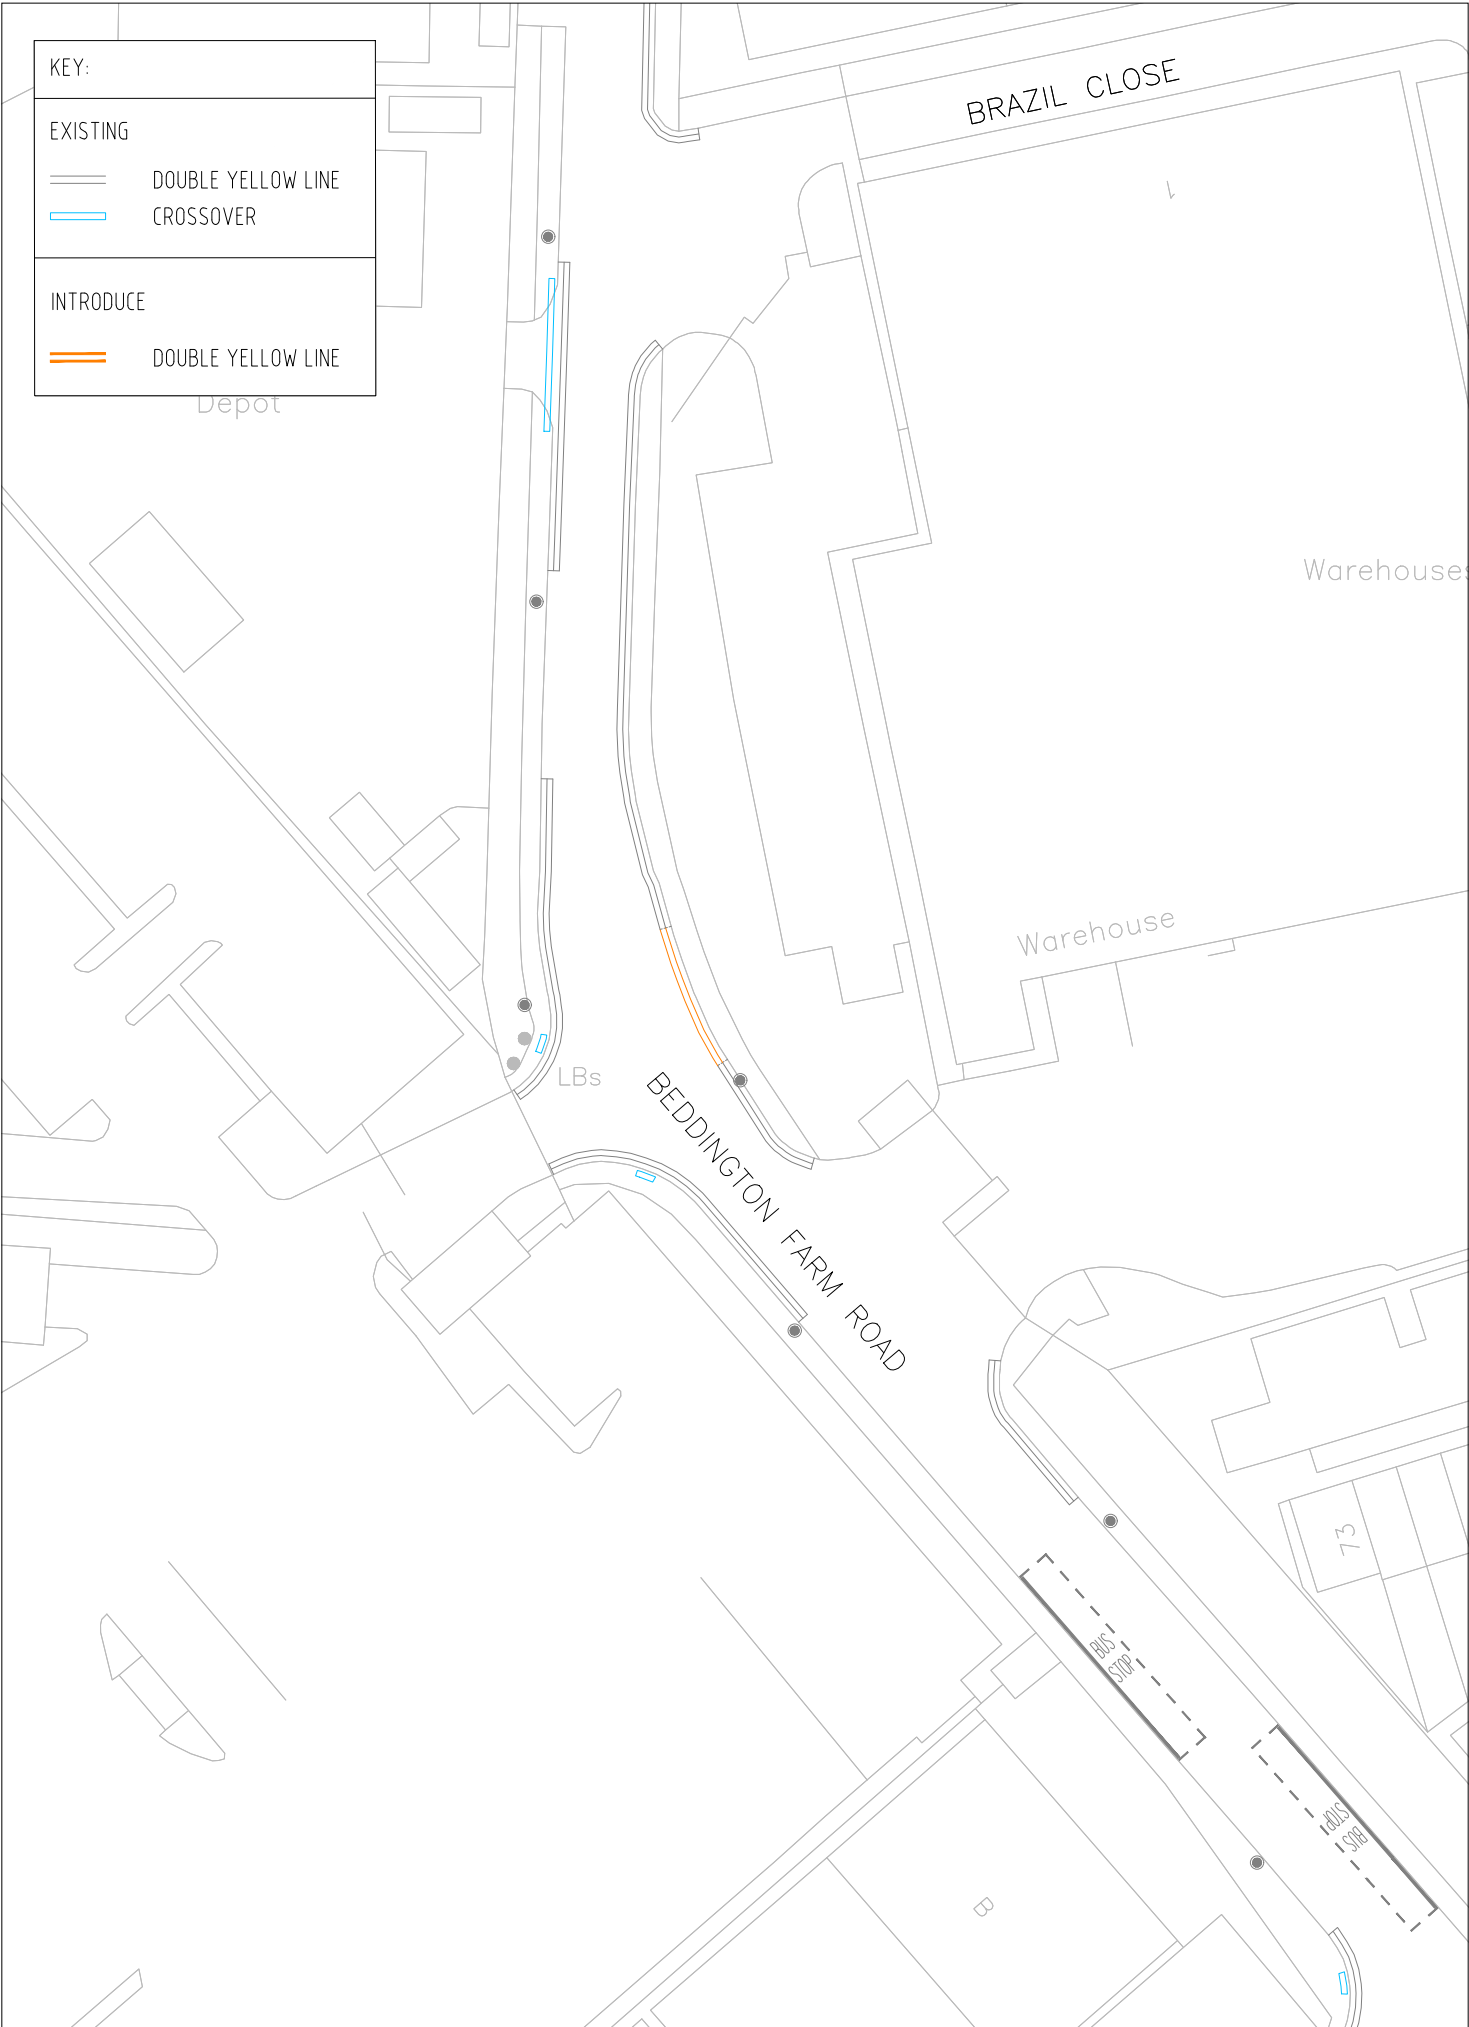 KEY:
EXISTING
DOUBLE YELLOW LINE
CROSSOVER
INTRODUCE
DOUBLE YELLOW LINE
Depot
BRAZIL CLOSE
1
Warehouses
Warehouse
LBs
BEDDINGTON FARM ROAD
73
BUS
STOP
BUS
STOP
B